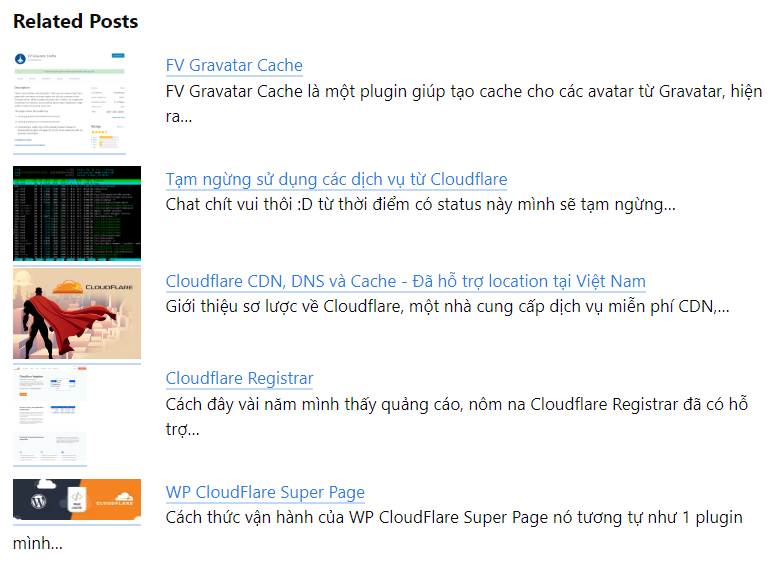 Related Posts
FV Gravatar Cache
FV Gravatar Cache là một plugin giúp tạo cache cho các avatar từ Gravatar, hiện
ra...
Tạm ngừng sử dụng các dịch vụ từ Cloudflare
Chat chít vui thôi :D từ thời điểm có status này mình sẽ tạm ngừng...
CLOUDFLARE
Cloudflare CDN, DNS và Cache - Đã hỗ trợ location tại Việt Nam
Giới thiệu sơ lược về Cloudflare, một nhà cung cấp dịch vụ miễn phí CDN,...
Cloudflare Registrar
Cách đây vài năm mình thấy quảng cáo, nôm na Cloudflare Registrar đã có hỗ
trợ...
CLOUDFLARE
WP CloudFlare Super Page
Cách thức vận hành của WP CloudFlare Super Page nó tương tự như 1 plugin
mình...